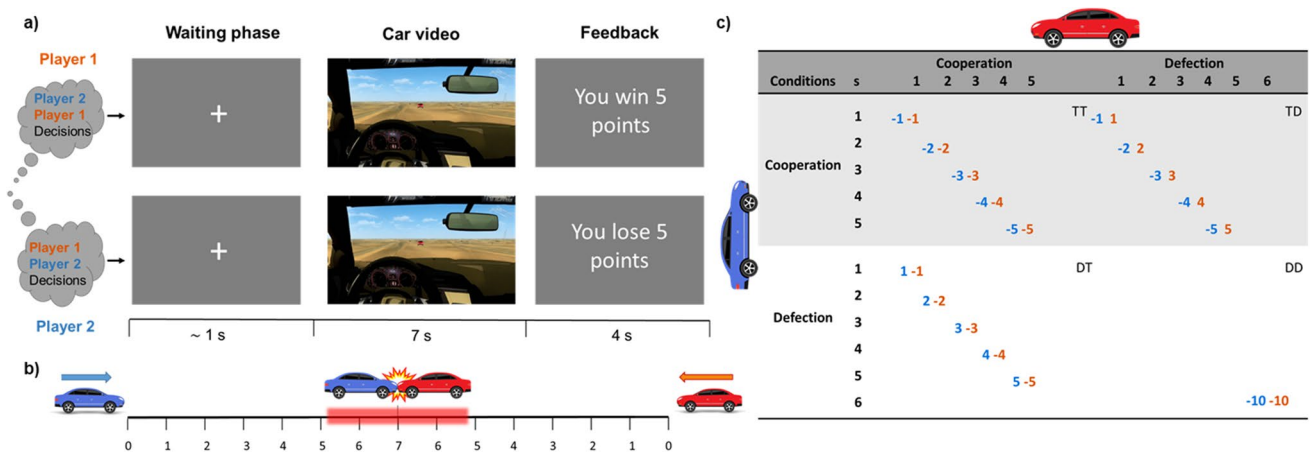 a)
Waiting phase Car video Feedback
Player 1
Player 2
Player 1
Decisions
+
You win 5
points
Player 1
Player 2
Decisions
+
You lose 5
points
Player 2
~ 1 s 7 s 4 s
b)
0 1 2 3 4 5 6 7 6 5 4 3 2 1 0
c)
Cooperation Defection
Conditions s 1 2 3 4 5 1 2 3 4 5 6
1 -1 -1 TT -1 1 TD
2 -2 -2 -2 2
Cooperation
3 -3 -3 -3 3
4 -4 -4 -4 4
5 -5 -5 -5 5
1 1 -1 DT DD
2 2 -2
Defection
3 3 -3
4 4 -4
5 5 -5
6 -10 -10